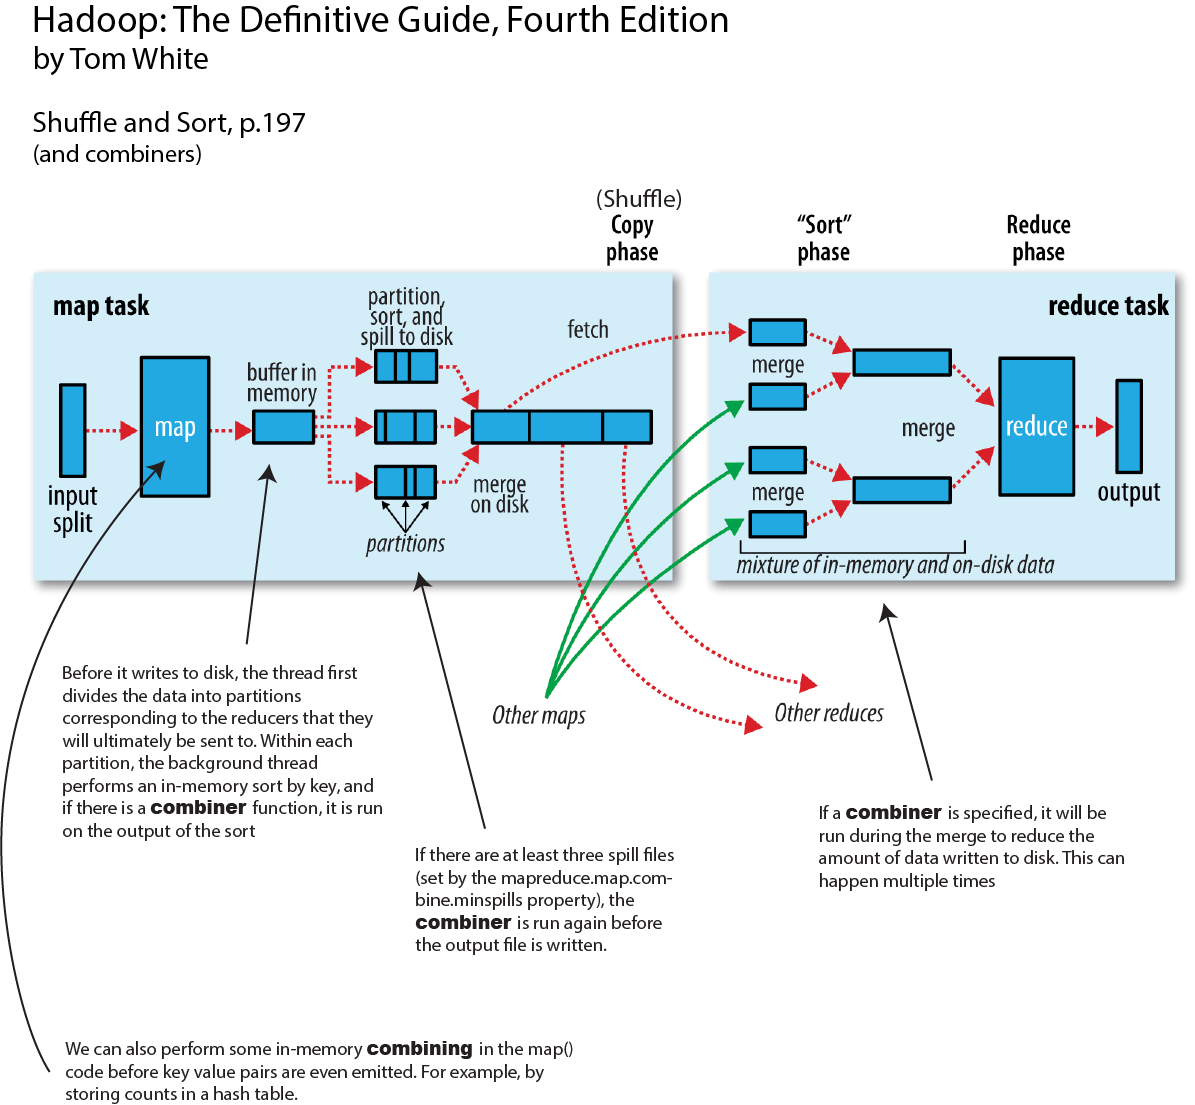 Hadoop: The Definitive Guide, Fourth Edition
by Tom White
Shuffle and Sort, p.197
(and combiners)
(Shuffle)
Copy
phase
“Sort”
phase
Reduce
phase
map task
partition,
sort, and
spill to disk
fetch
buffer in
memory
map
input
split
merge
on disk
partitions
reduce task
merge
merge
merge
reduce
output
mixture of in-memory and on-disk data
Other maps
Other reduces
Before it writes to disk, the thread first
divides the data into partitions
corresponding to the reducers that they
will ultimately be sent to. Within each
partition, the background thread
performs an in-memory sort by key, and
if there is a combiner function, it is run
on the output of the sort
If there are at least three spill files
(set by the mapreduce.map.com-
bine.minspills property), the
combiner is run again before
the output file is written.
If a combiner is specified, it will be
run during the merge to reduce the
amount of data written to disk. This can
happen multiple times
We can also perform some in-memory combining in the map()
code before key value pairs are even emitted. For example, by
storing counts in a hash table.